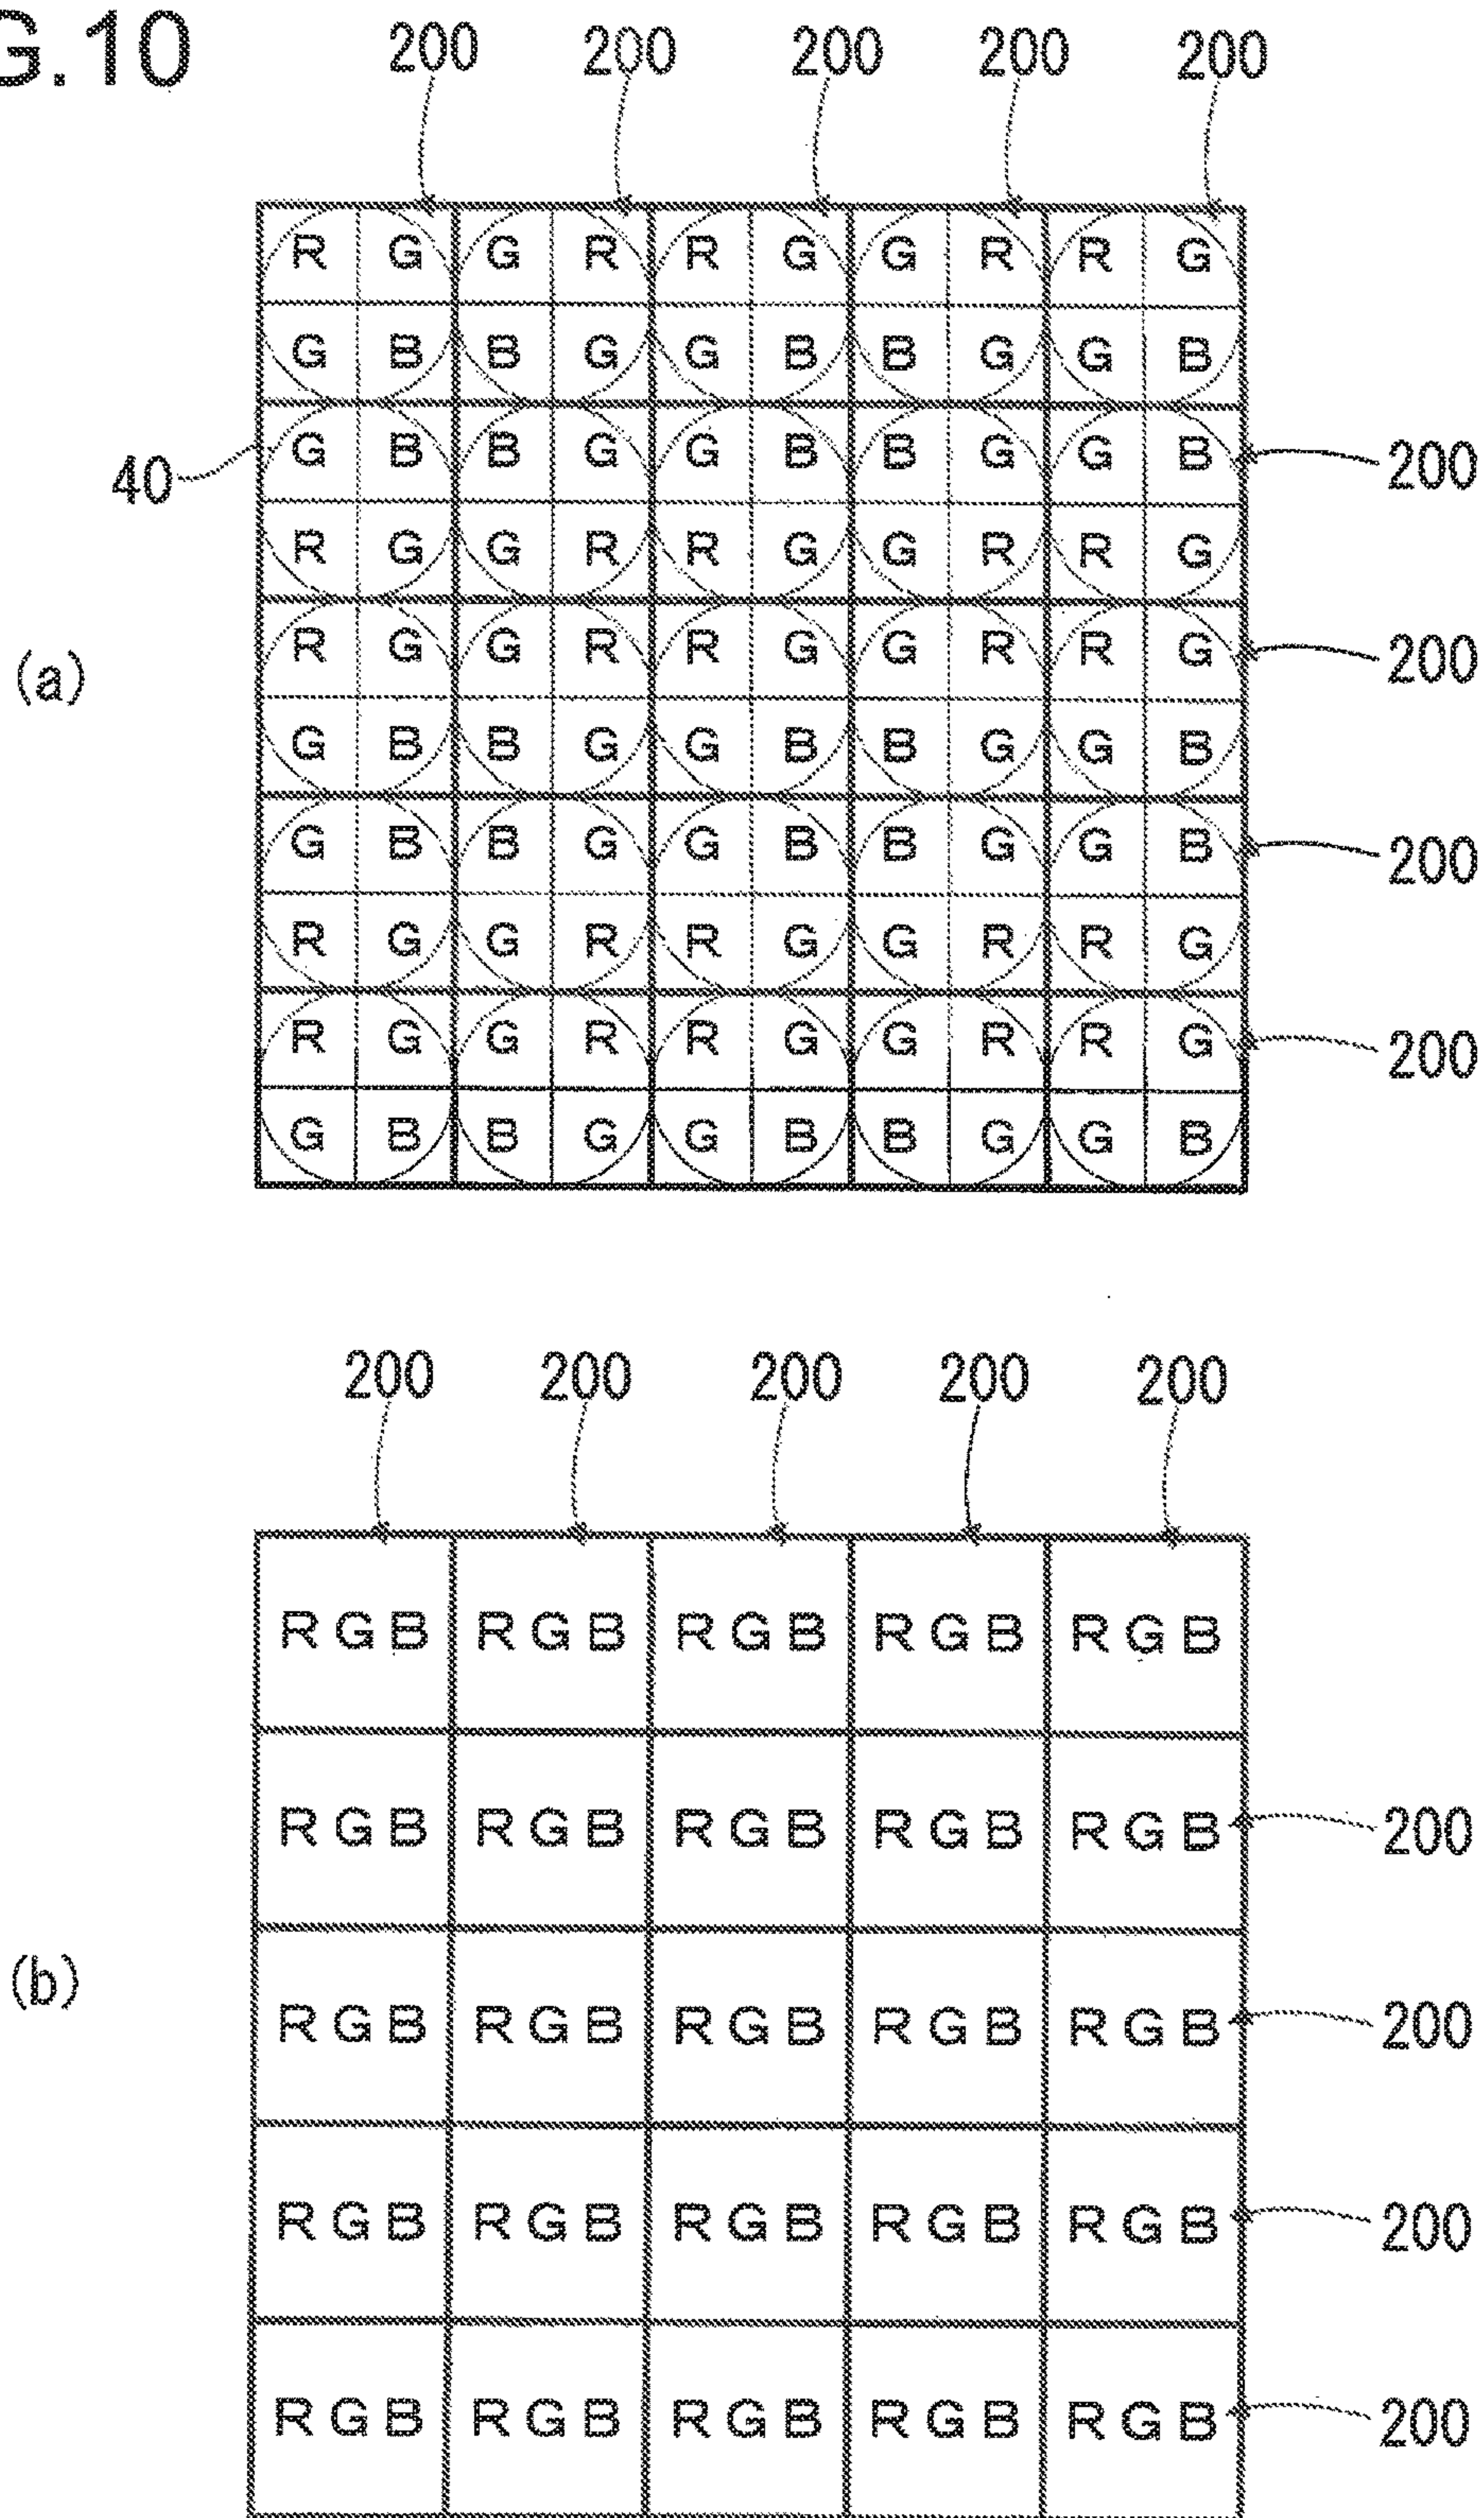 G.10
200 200 200 200 200
R G G R R G G R R G
G B B G G B B G G B
40 G B B G G B B G G B 200
R G G R R G G R R G
(a) R G G R R G G R R G 200
G B B G G B B G G B
G B B G G B B G G B 200
R G G R R G G R R G
R G G R R G G R R G 200
G B B G G B B G G B
200 200 200 200 200
RGB RGB RGB RGB RGB
RGB RGB RGB RGB RGB 200
(b) RGB RGB RGB RGB RGB 200
RGB RGB RGB RGB RGB 200
RGB RGB RGB RGB RGB 200